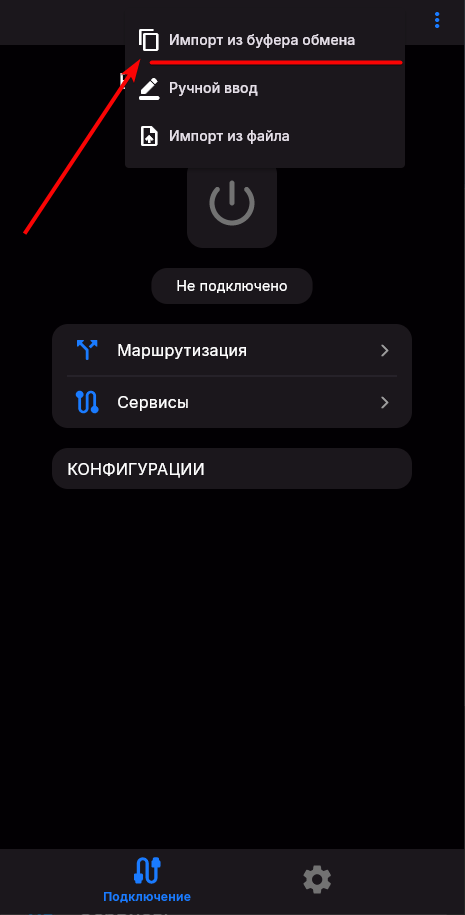 Импорт из буфера обмена
Ручной ввод
Импорт из файла
Не подключено
Маршрутизация
Сервисы
КОНФИГУРАЦИИ
Подключение